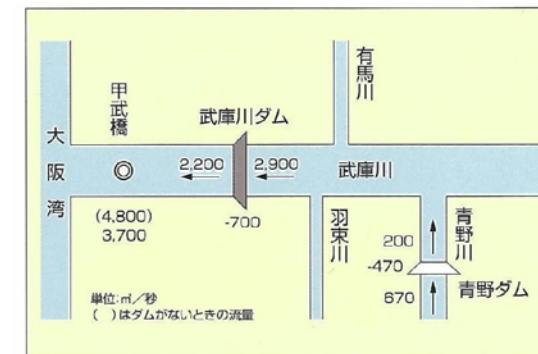 大阪湾
甲武橋
武庫川ダム
有馬川
2,200
2,900
武庫川
(4,800)
3,700
-700
羽束川
青野川
200
-470
670
青野ダム
単位:㎥/秒
( )はダムがないときの流量